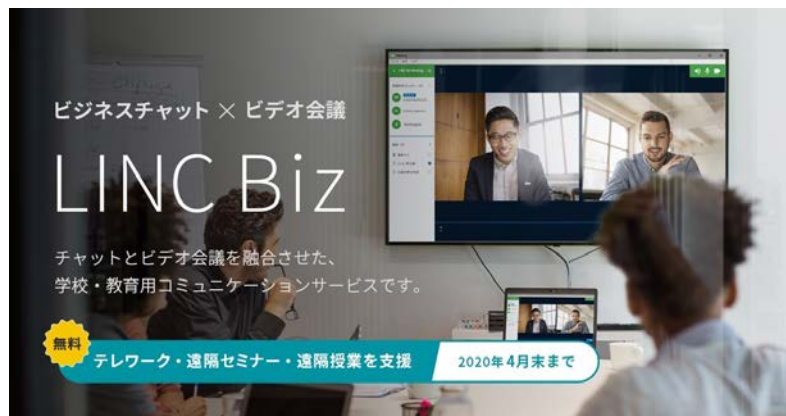 ビジネスチャット × ビデオ会議
LINC Biz
チャットとビデオ会議を融合させた、
学校・教育用コミュニケーションサービスです。
無料
テレワーク・遠隔セミナー・遠隔授業を支援
2020年4月末まで